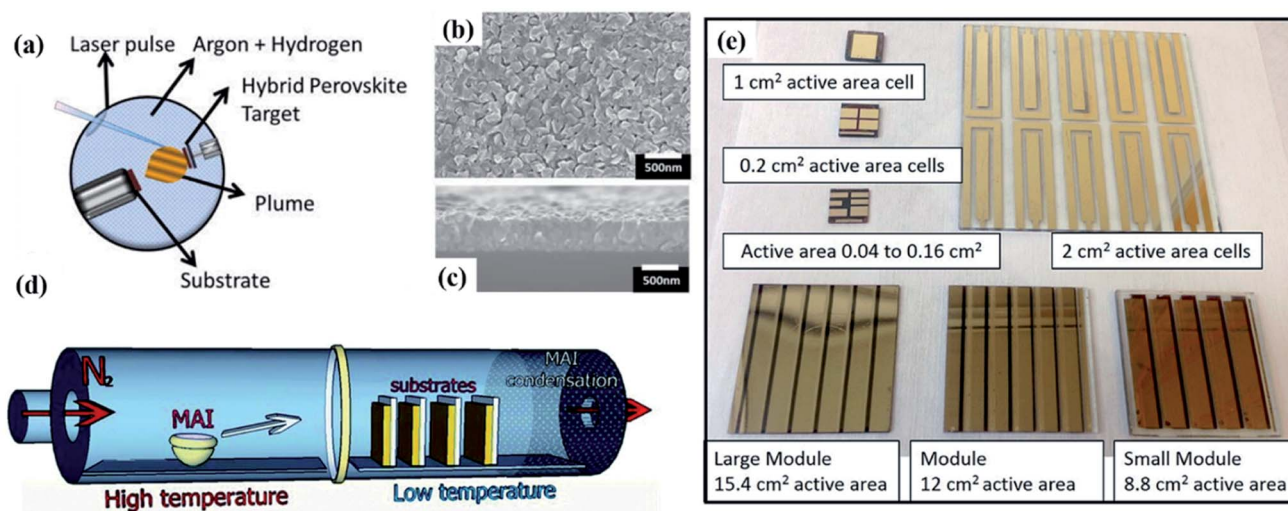 (a)
Laser pulse
Argon + Hydrogen
Hybrid Perovskite
Target
Plume
Substrate
(b)
500nm
500nm
(c)
(d)
N₂
MAI
substrates
MAI
condensation
High temperature
Low temperature
(e)
1 cm² active area cell
0.2 cm² active area cells
Active area 0.04 to 0.16 cm²
2 cm² active area cells
Large Module
15.4 cm² active area
Module
12 cm² active area
Small Module
8.8 cm² active area